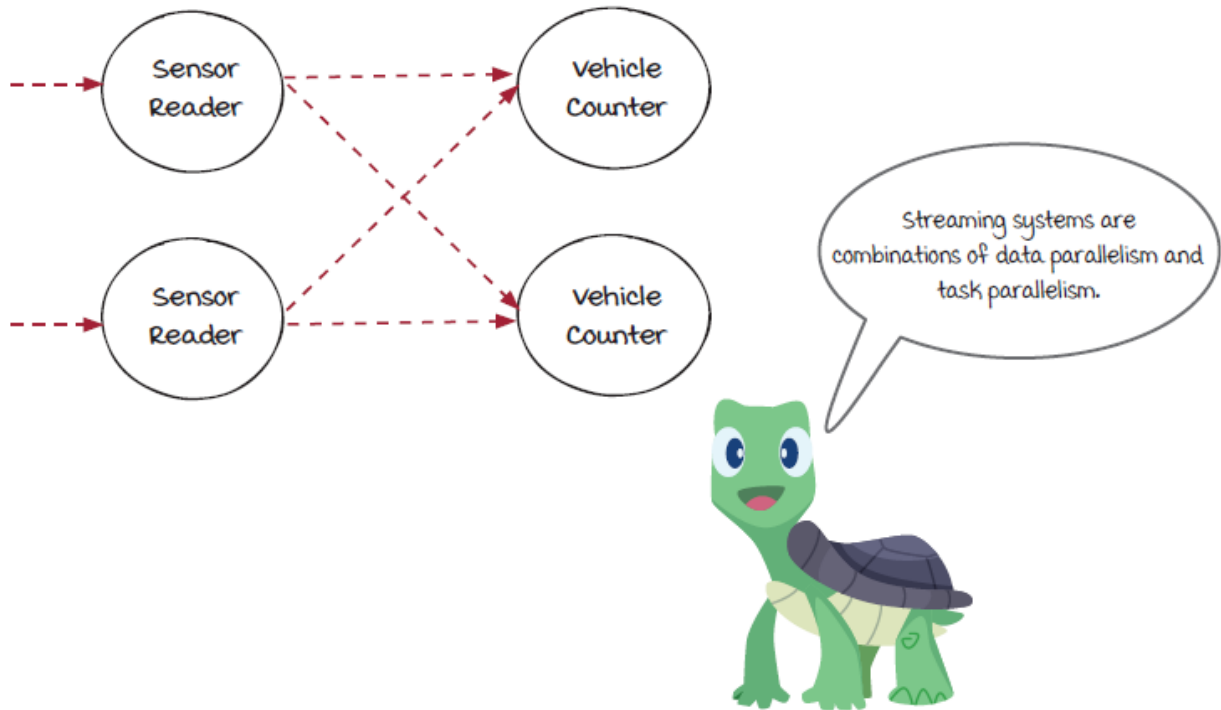 Sensor
Reader
Vehicle
Counter
Sensor
Reader
Vehicle
Counter
Streaming systems are
combinations of data parallelism and
task parallelism.